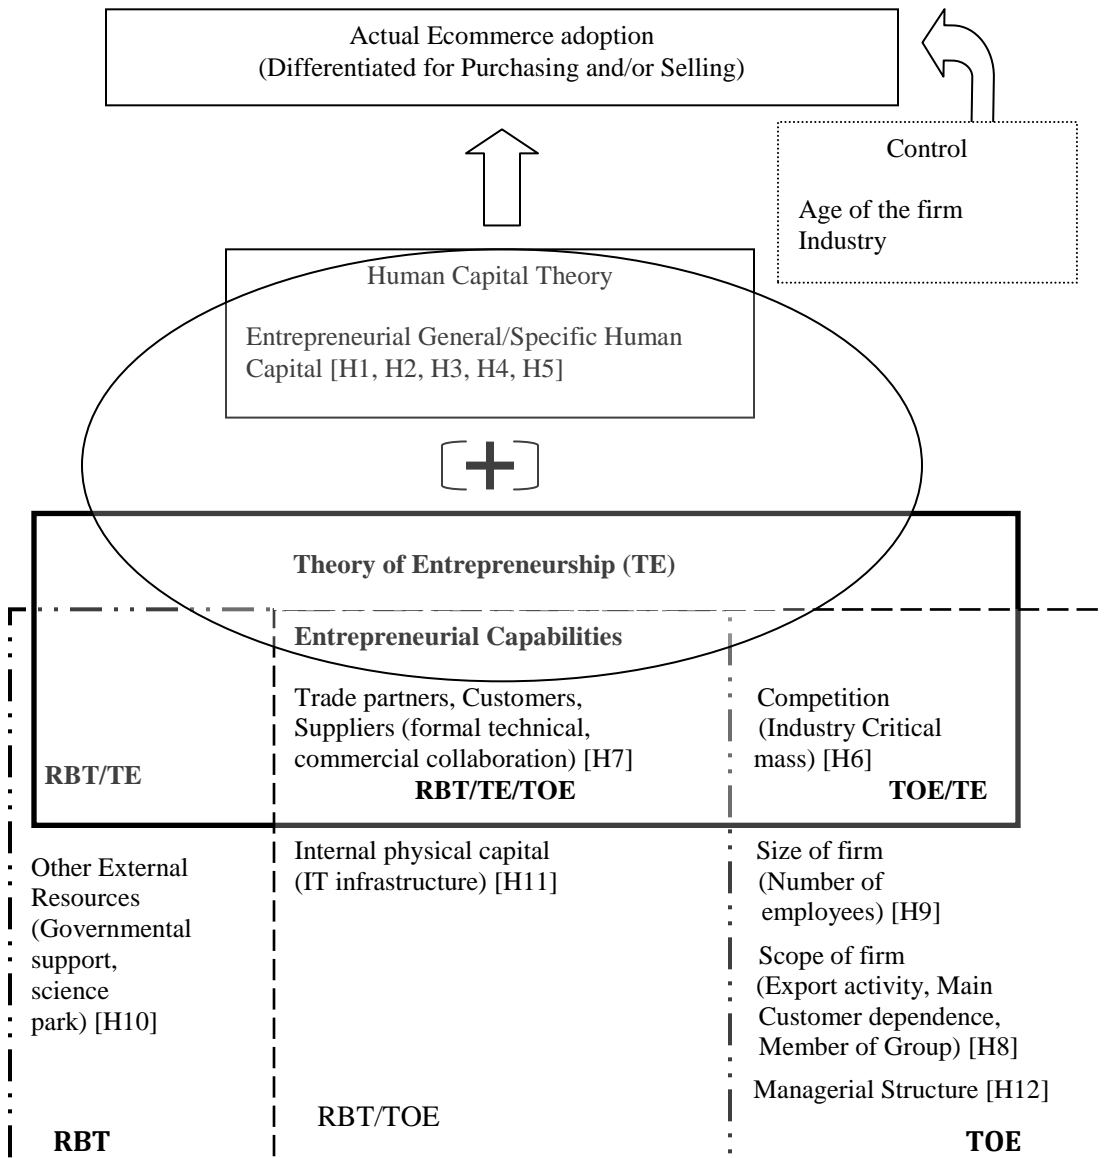 Actual Ecommerce adoption
(Differentiated for Purchasing and/or Selling)
Control
Age of the firm
Industry
Human Capital Theory
Entrepreneurial General/Specific Human
Capital [H1, H2, H3, H4, H5]
+
Theory of Entrepreneurship (TE)
Entrepreneurial Capabilities
Trade partners, Customers,
Suppliers (formal technical,
commercial collaboration) [H7]
RBT/TE/TOE
Competition
(Industry Critical
mass) [H6]
TOE/TE
RBT/TE
Other External
Resources
(Governmental
support,
science
park) [H10]
RBT
Internal physical capital
(IT infrastructure) [H11]
RBT/TOE
Size of firm
(Number of
employees) [H9]
Scope of firm
(Export activity, Main
Customer dependence,
Member of Group) [H8]
Managerial Structure [H12]
TOE